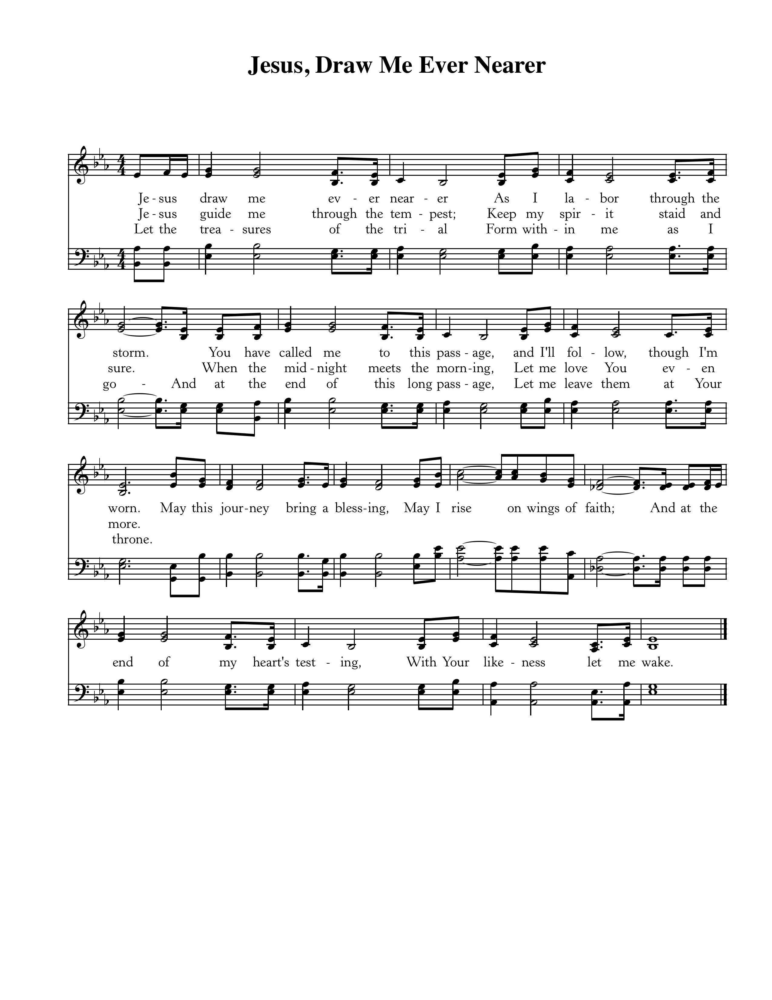 Jesus, Draw Me Ever Nearer
4 4
Je - sus draw me ev - er near - er As I la - bor through the
Je - sus guide me through the tem - pest; Keep my spir - it staid and
Let the trea - sures of the tri - al Form with - in me as I
4 4
storm. You have called me to this pass - age, and I'll fol - low, though I'm
sure. When the mid - night meets the morn - ing, Let me love You ev - en
go - And at the end of this long pass - age, Let me leave them at Your
worn. May this jour - ney bring a bless - ing, May I rise on wings of faith; And at the
more.
throne.
end of my heart's test - ing, With Your like - ness let me wake.